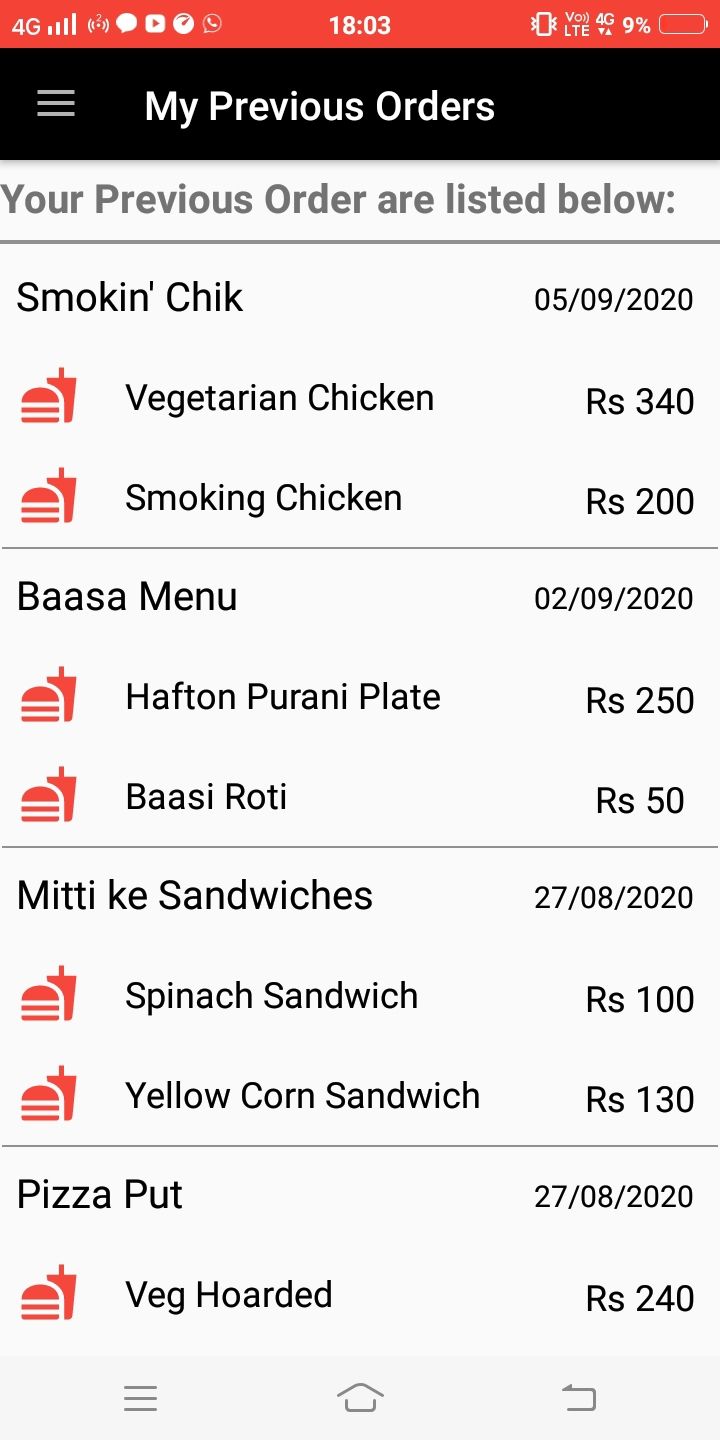 4G 18:03 Vo)) LTE 4G 9%
My Previous Orders
Your Previous Order are listed below:
Smokin' Chik 05/09/2020
Vegetarian Chicken Rs 340
Smoking Chicken Rs 200
Baasa Menu 02/09/2020
Hafton Purani Plate Rs 250
Baasi Roti Rs 50
Mitti ke Sandwiches 27/08/2020
Spinach Sandwich Rs 100
Yellow Corn Sandwich Rs 130
Pizza Put 27/08/2020
Veg Hoarded Rs 240